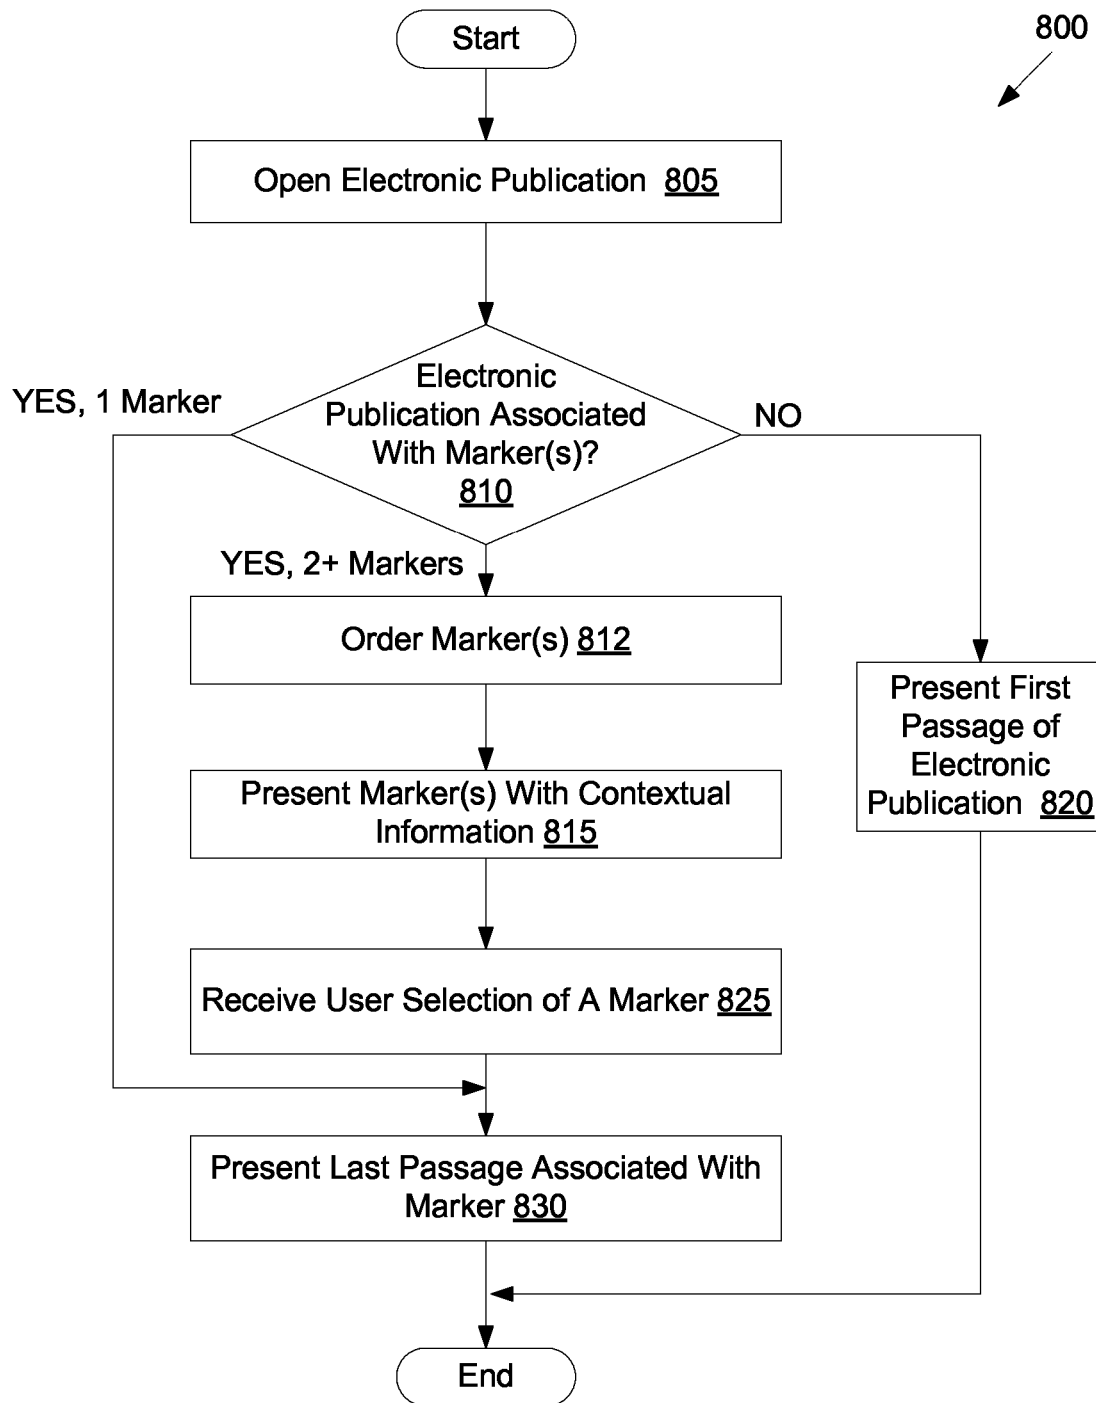 Start
800
Open Electronic Publication 805
Electronic
Publication Associated
With Marker(s)?
810
YES, 1 Marker
NO
YES, 2+ Markers
Order Marker(s) 812
Present First
Passage of
Electronic
Publication 820
Present Marker(s) With Contextual
Information 815
Receive User Selection of A Marker 825
Present Last Passage Associated With
Marker 830
End